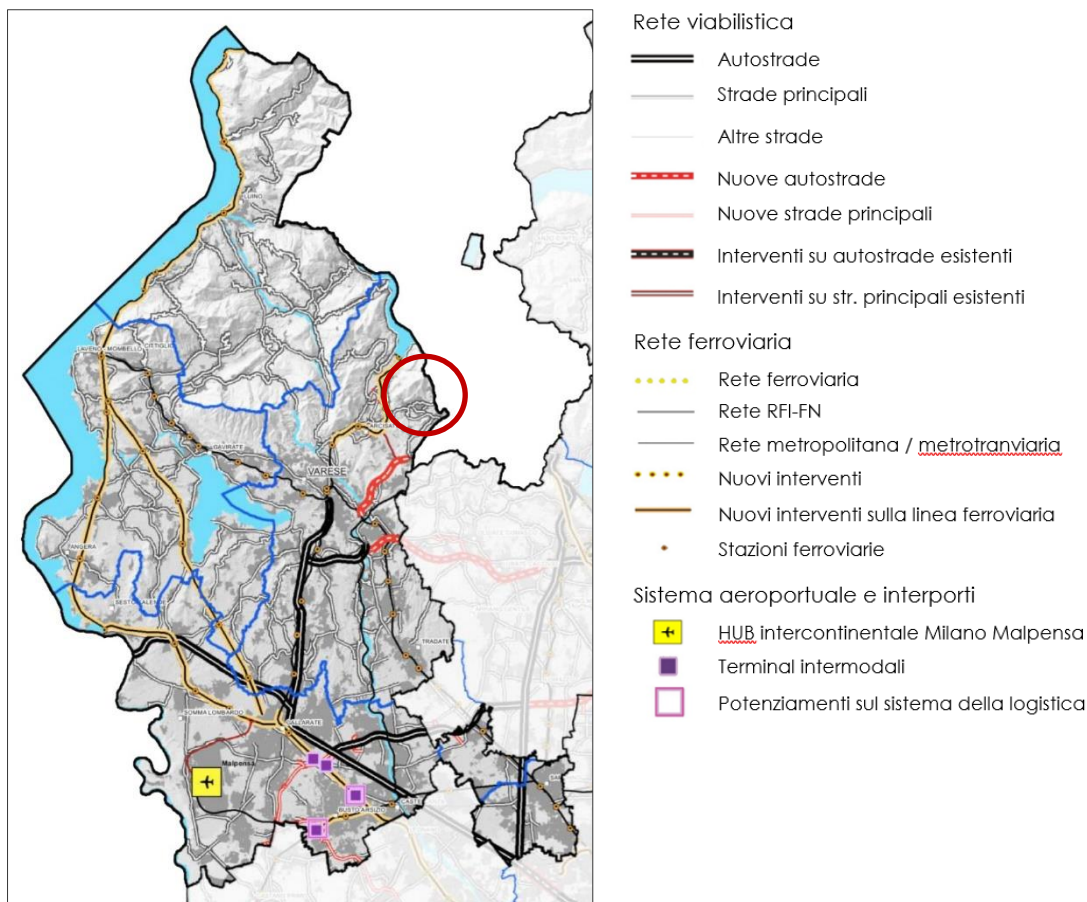 Rete viabilistica
Autostrade
Strade principali
Altre strade
Nuove autostrade
Nuove strade principali
Interventi su autostrade esistenti
Interventi su str. principali esistenti
Rete ferroviaria
Rete ferroviaria
Rete RFI-FN
Rete metropolitana / metrotranviaria
Nuovi interventi
Nuovi interventi sulla linea ferroviaria
Stazioni ferroviarie
Sistema aeroportuale e interporti
HUB intercontinentale Milano Malpensa
Terminal intermodali
Potenziamenti sul sistema della logistica
LUINO
LAVENO - MOMBELLO
CITTIGLIO
GAVIRATE
VARESE
SESTO CALENDE
TRADATE
SOMMA LOMBARDO
GALLARATE
Malpensa
BUSTO ARSIZIO